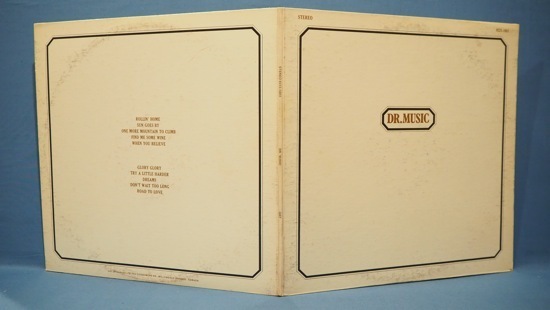 ROLLIN' HOME
SUN GOES BY
ONE MORE MOUNTAIN TO CLIMB
FIND ME SOME WINE
WHEN YOU BELIEVE
GLORY GLORY
TRY A LITTLE HARDER
DREAMS
DON'T WAIT TOO LONG
ROAD TO LOVE
STEREO
DR.MUSIC